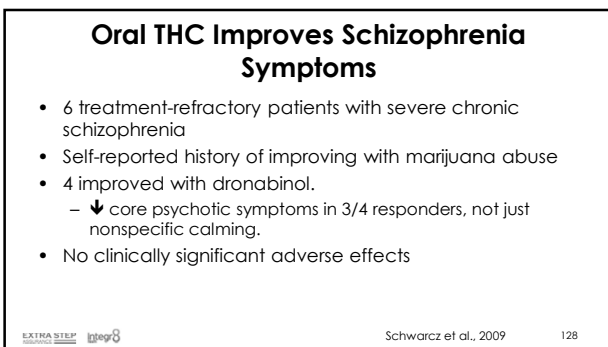 Oral THC Improves Schizophrenia
Symptoms
• 6 treatment-refractory patients with severe chronic
schizophrenia
• Self-reported history of improving with marijuana abuse
• 4 improved with dronabinol.
– 🡻 core psychotic symptoms in 3/4 responders, not just
nonspecific calming.
• No clinically significant adverse effects
EXTRA STEP
ASSURANCE
integr8
Schwarcz et al., 2009
128